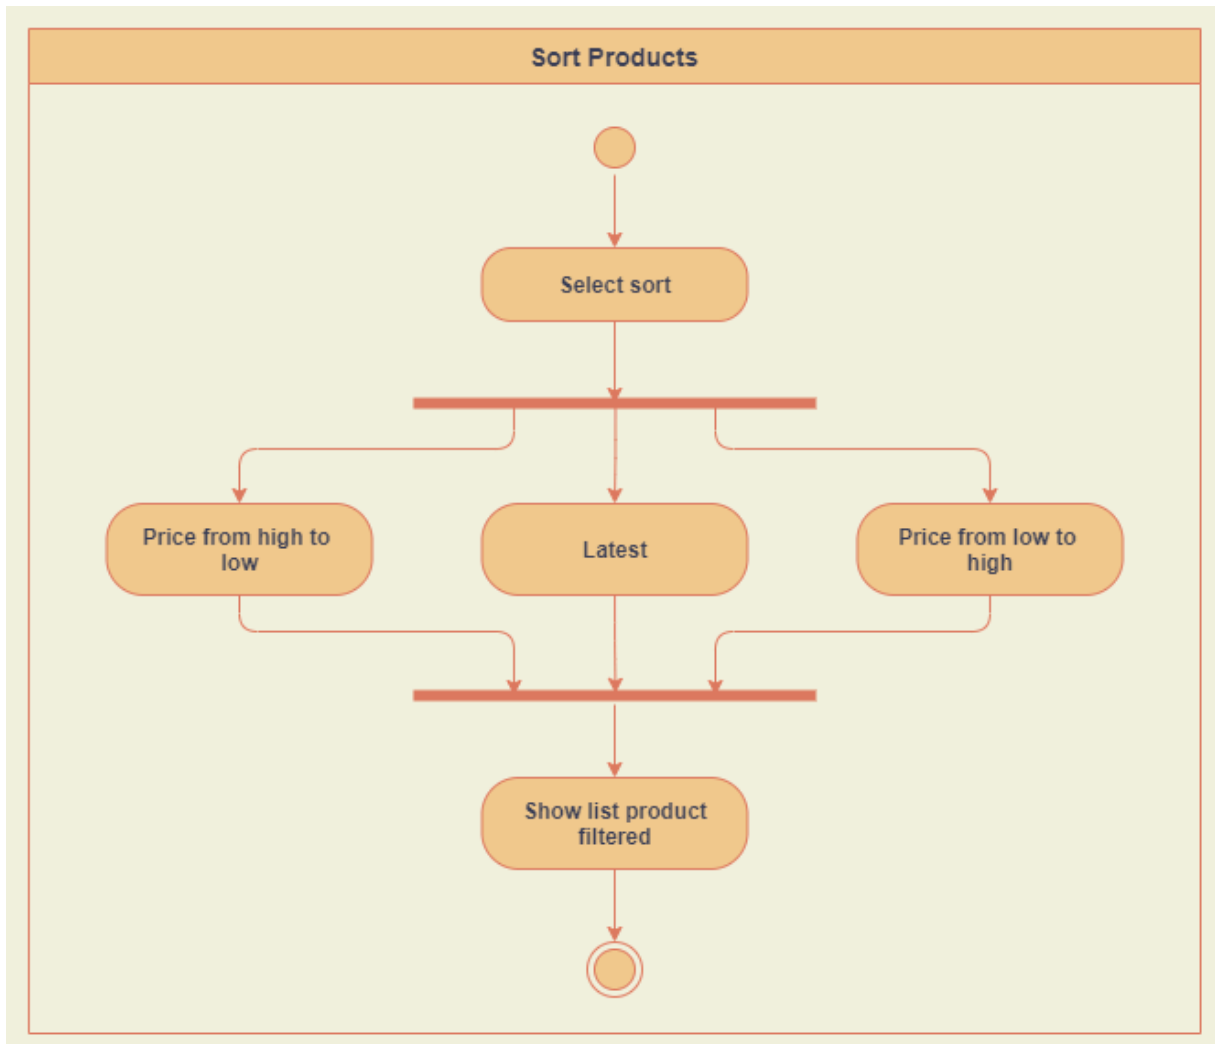 Sort Products
Select sort
Price from high to
low
Latest
Price from low to
high
Show list product
filtered